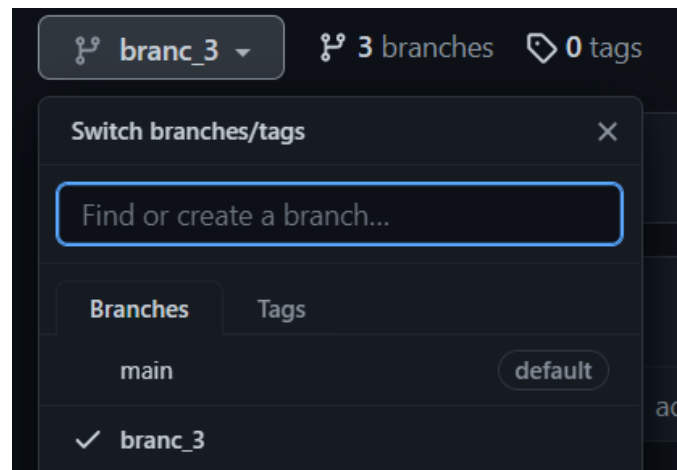 branc_3 3 branches 0 tags
Switch branches/tags
Find or create a branch...
Branches Tags
main default
branc_3